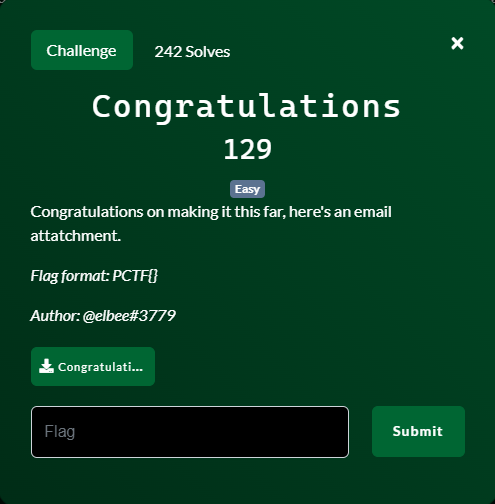 Challenge 242 Solves ×
Congratulations
129
Easy
Congratulations on making it this far, here's an email
attatchment.
Flag format: PCTF{}
Author: @elbee#3779
Congratulati...
Flag
Submit